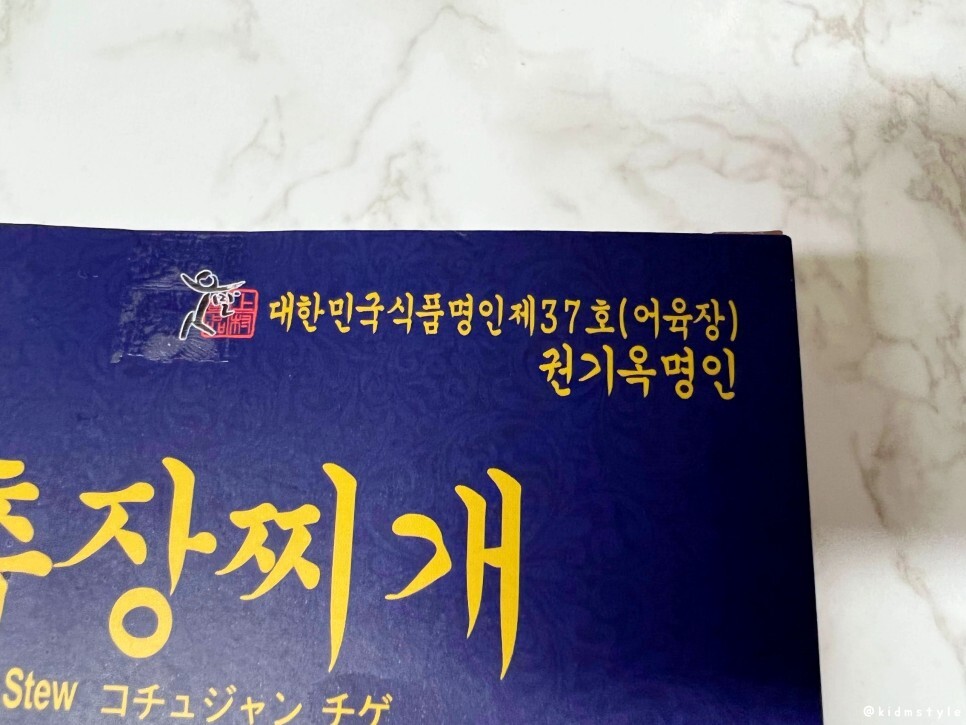 대한민국식품명인제37호(어육장)
권기옥명인
추장찌개
Stew コチュジャン チゲ
@kidmstyle